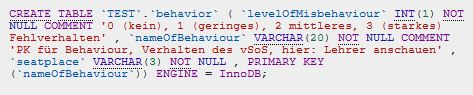 CREATE TABLE `TEST`.`behavior` ( `levelOfMisbehaviour` INT(1) NOT
NULL COMMENT '0 (kein), 1 (geringes), 2 mittleres, 3 (starkes)
Fehlverhalten' , `nameOfBehaviour` VARCHAR(20) NOT NULL COMMENT
'PK für Behaviour, Verhalten des vSoS, hier: Lehrer anschauen' ,
`seatplace` VARCHAR(3) NOT NULL , PRIMARY KEY
(`nameOfBehaviour`)) ENGINE = InnoDB;